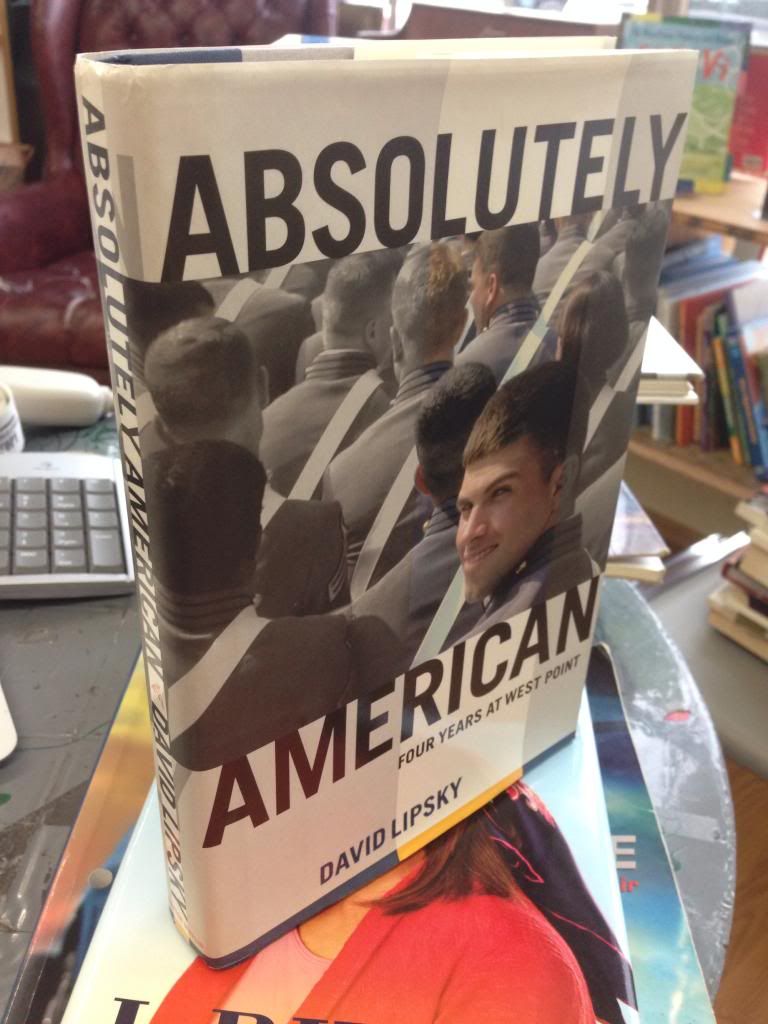 ABSOLUTELY
AMERICAN
FOUR YEARS AT WEST POINT
DAVID LIPSKY
ABSOLUTELY AMERICAN DAVID LIPSKY